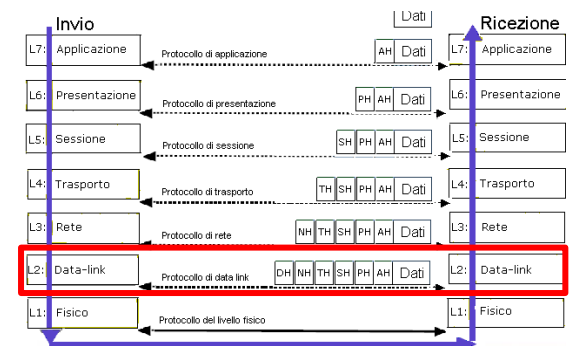 Dati
Invio Ricezione
L7: Applicazione Protocollo di applicazione AH Dati L7: Applicazione
L6: Presentazione Protocollo di presentazione PH AH Dati L6: Presentazione
L5: Sessione Protocollo di sessione SH PH AH Dati L5: Sessione
L4: Trasporto Protocollo di trasporto TH SH PH AH Dati L4: Trasporto
L3: Rete Protocollo di rete NH TH SH PH AH Dati L3: Rete
L2: Data-link Protocollo di data link DH NH TH SH PH AH Dati L2: Data-link
L1: Fisico Protocollo del livello fisico L1: Fisico